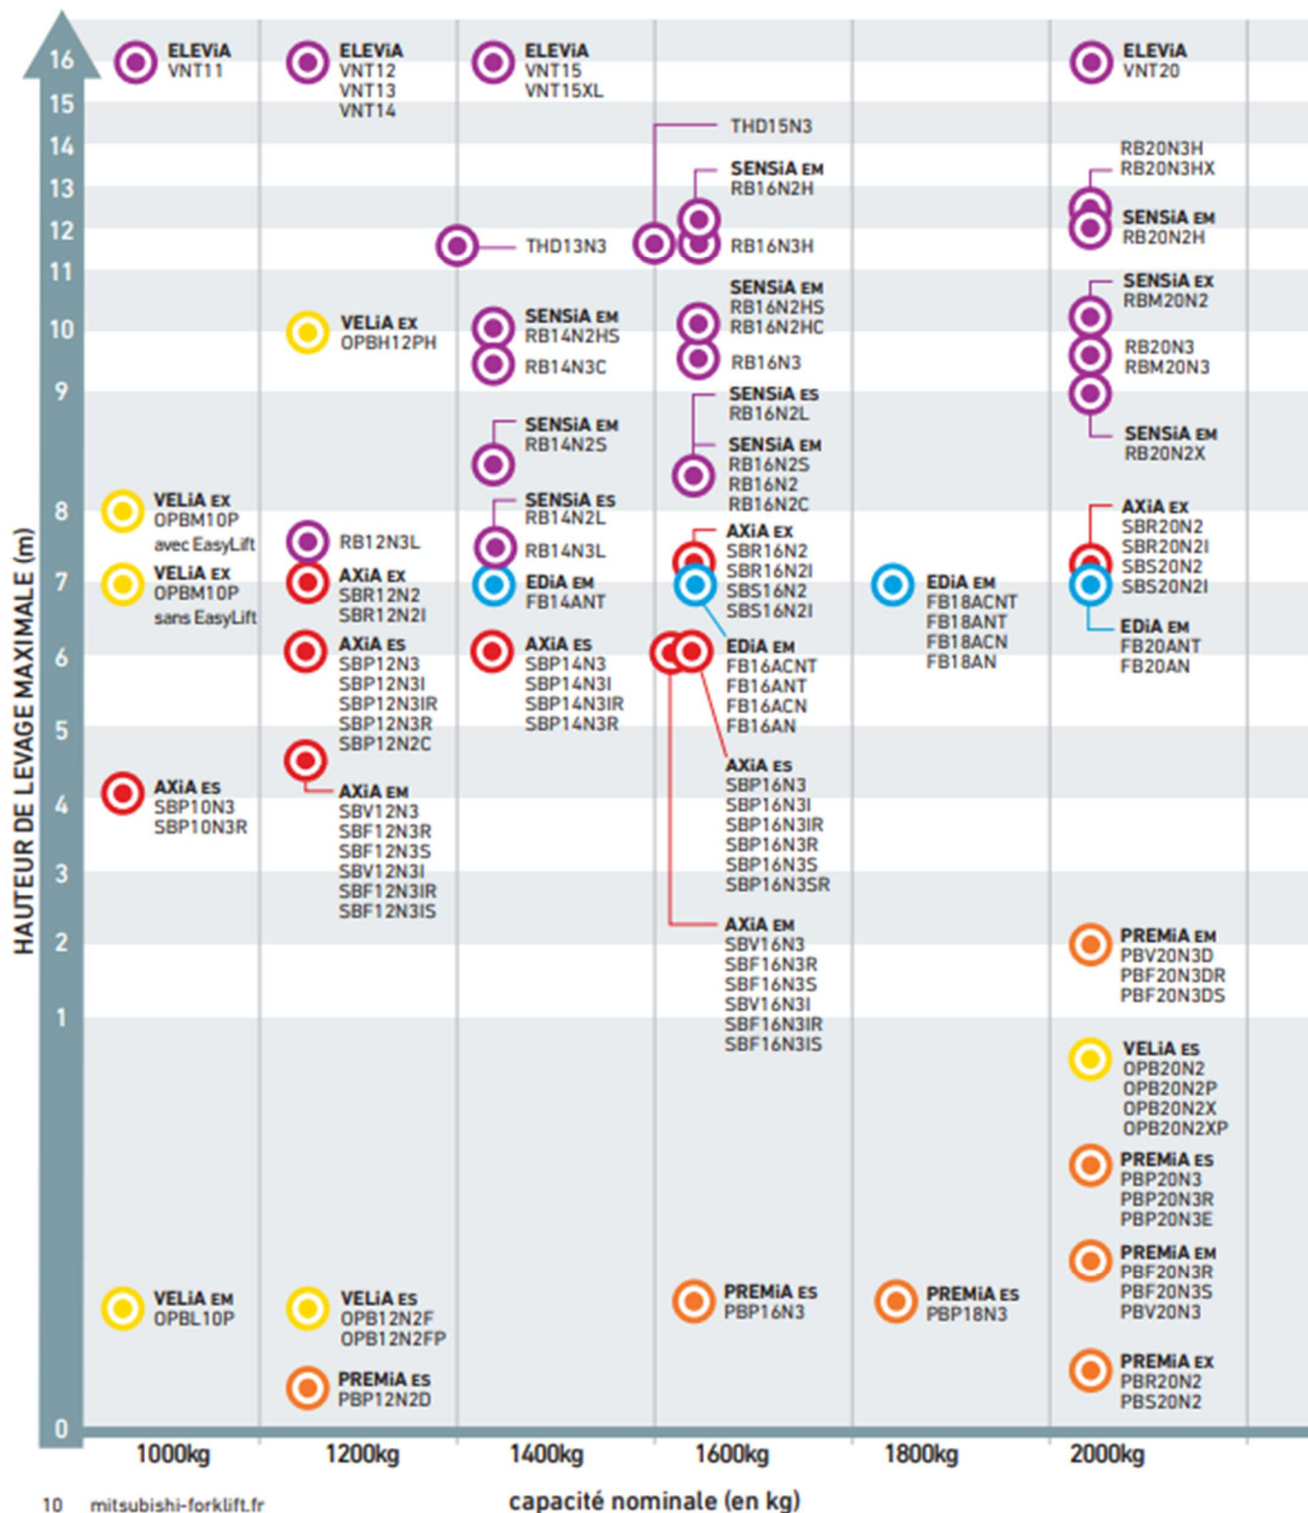 HAUTEUR DE LEVAGE MAXIMALE (m)
16
15
14
13
12
11
10
9
8
7
6
5
4
3
2
1
0
ELEViA
VNT11
VELiA EX
OPBM10P
avec EasyLift
VELiA EX
OPBM10P
sans EasyLift
AXiA ES
SBP10N3
SBP10N3R
VELiA EM
OPBL10P
1000kg
ELEViA
VNT12
VNT13
VNT14
VELiA EX
OPBH12PH
RB12N3L
AXiA EX
SBR12N2
SBR12N2I
AXiA ES
SBP12N3
SBP12N3I
SBP12N3IR
SBP12N3R
SBP12N2C
AXiA EM
SBV12N3
SBF12N3R
SBF12N3S
SBV12N3I
SBF12N3IR
SBF12N3IS
VELiA ES
OPB12N2F
OPB12N2FP
PREMiA ES
PBP12N2D
1200kg
ELEViA
VNT15
VNT15XL
THD13N3
SENSiA EM
RB14N2HS
RB14N3C
SENSiA EM
RB14N2S
SENSiA ES
RB14N2L
RB14N3L
EDiA EM
FB14ANT
AXiA ES
SBP14N3
SBP14N3I
SBP14N3IR
SBP14N3R
1400kg
THD15N3
SENSiA EM
RB16N2H
RB16N3H
SENSiA EM
RB16N2HS
RB16N2HC
RB16N3
SENSiA ES
RB16N2L
SENSiA EM
RB16N2S
RB16N2
RB16N2C
AXiA EX
SBR16N2
SBR16N2I
SBS16N2
SBS16N2I
EDiA EM
FB16ACNT
FB16ANT
FB16ACN
FB16AN
AXiA ES
SBP16N3
SBP16N3I
SBP16N3IR
SBP16N3R
SBP16N3S
SBP16N3SR
AXiA EM
SBV16N3
SBF16N3R
SBF16N3S
SBV16N3I
SBF16N3IR
SBF16N3IS
PREMiA ES
PBP16N3
1600kg
EDiA EM
FB18ACNT
FB18ANT
FB18ACN
FB18AN
PREMiA ES
PBP18N3
1800kg
ELEViA
VNT20
RB20N3H
RB20N3HX
SENSiA EM
RB20N2H
SENSiA EX
RBM20N2
RB20N3
RBM20N3
SENSiA EM
RB20N2X
AXiA EX
SBR20N2
SBR20N2I
SBS20N2
SBS20N2I
EDiA EM
FB20ANT
FB20AN
PREMiA EM
PBV20N3D
PBF20N3DR
PBF20N3DS
VELiA ES
OPB20N2
OPB20N2P
OPB20N2X
OPB20N2XP
PREMiA ES
PBP20N3
PBP20N3R
PBP20N3E
PREMiA EM
PBF20N3R
PBF20N3S
PBV20N3
PREMiA EX
PBR20N2
PBS20N2
2000kg
capacité nominale (en kg)
10 mitsubishi-forklift.fr